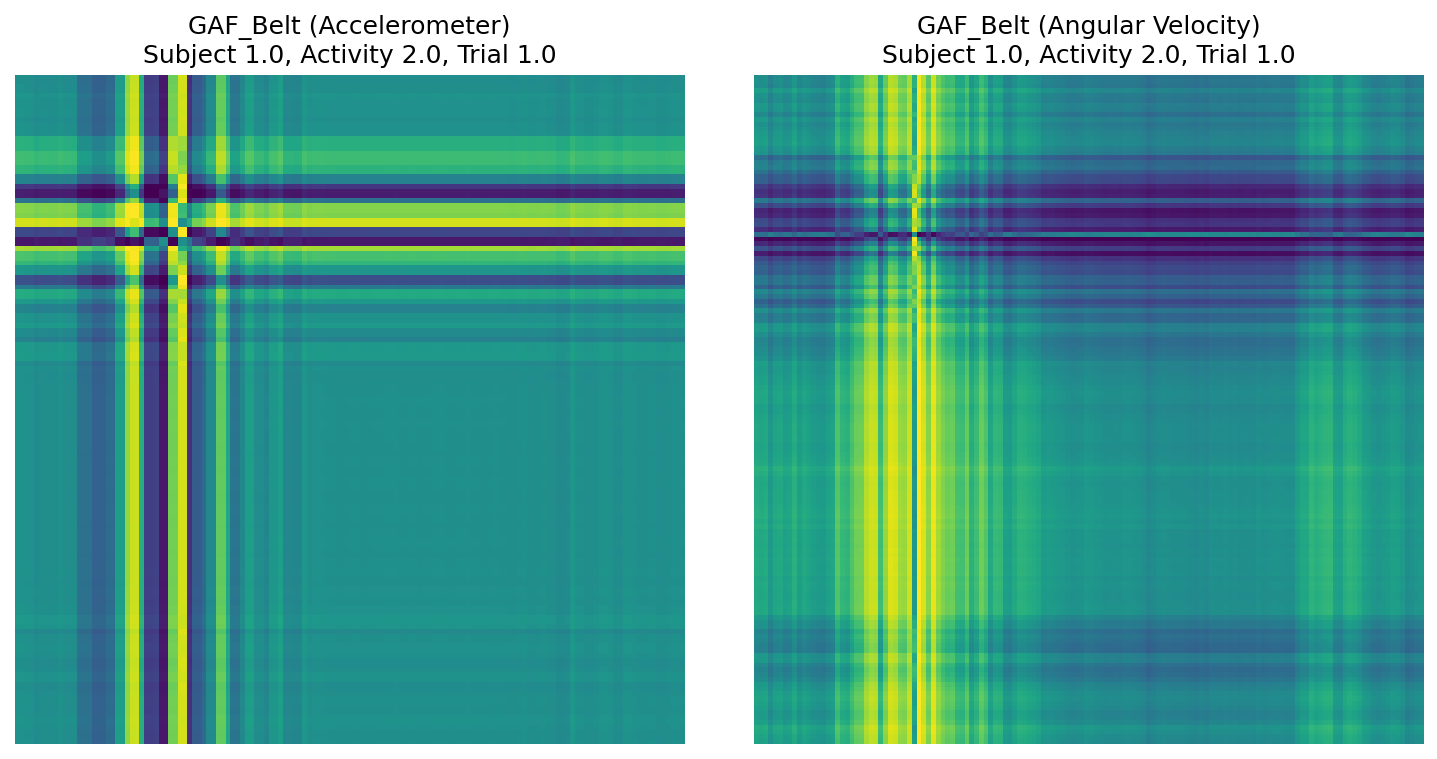 GAF_Belt (Accelerometer)
Subject 1.0, Activity 2.0, Trial 1.0
GAF_Belt (Angular Velocity)
Subject 1.0, Activity 2.0, Trial 1.0